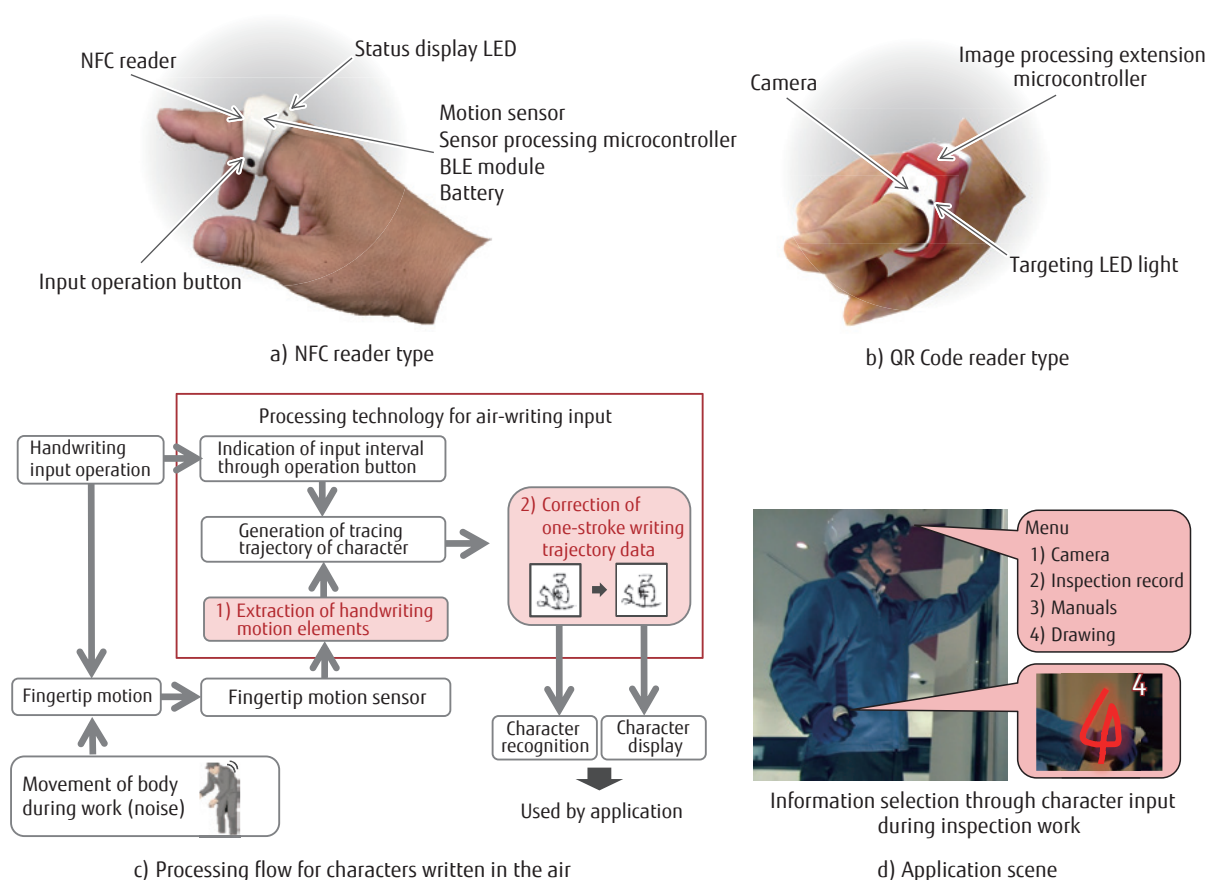 NFC reader
Status display LED
Motion sensor
Sensor processing microcontroller
BLE module
Battery
Input operation button
a) NFC reader type
Image processing extension
microcontroller
Camera
Targeting LED light
b) QR Code reader type
Processing technology for air-writing input
Handwriting
input operation
Indication of input interval
through operation button
Generation of tracing
trajectory of character
1) Extraction of handwriting
motion elements
2) Correction of
one-stroke writing
trajectory data
Fingertip motion
Fingertip motion sensor
Movement of body
during work (noise)
Character
recognition
Character
display
Used by application
c) Processing flow for characters written in the air
Menu
1) Camera
2) Inspection record
3) Manuals
4) Drawing
4
4
Information selection through character input
during inspection work
d) Application scene